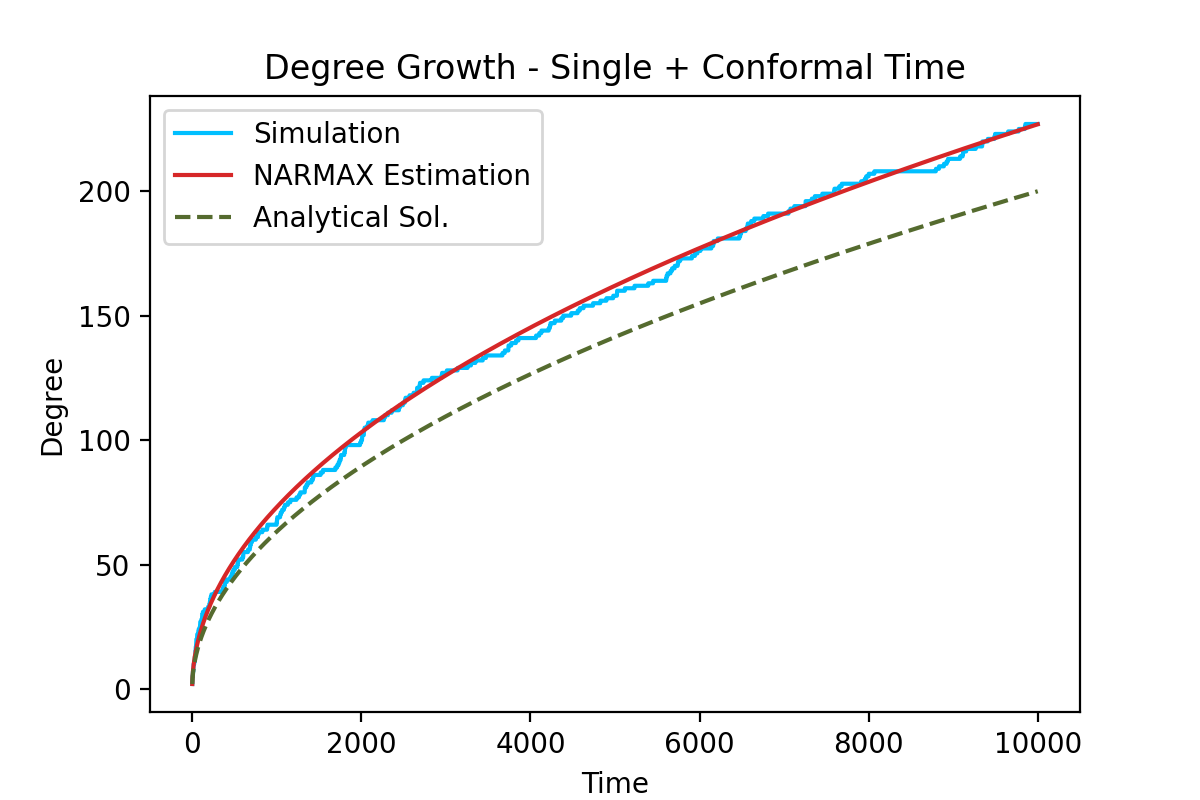 Degree Growth - Single + Conformal Time
Simulation
NARMAX Estimation
Analytical Sol.
200
150
100
50
0
Degree
0 2000 4000 6000 8000 10000
Time